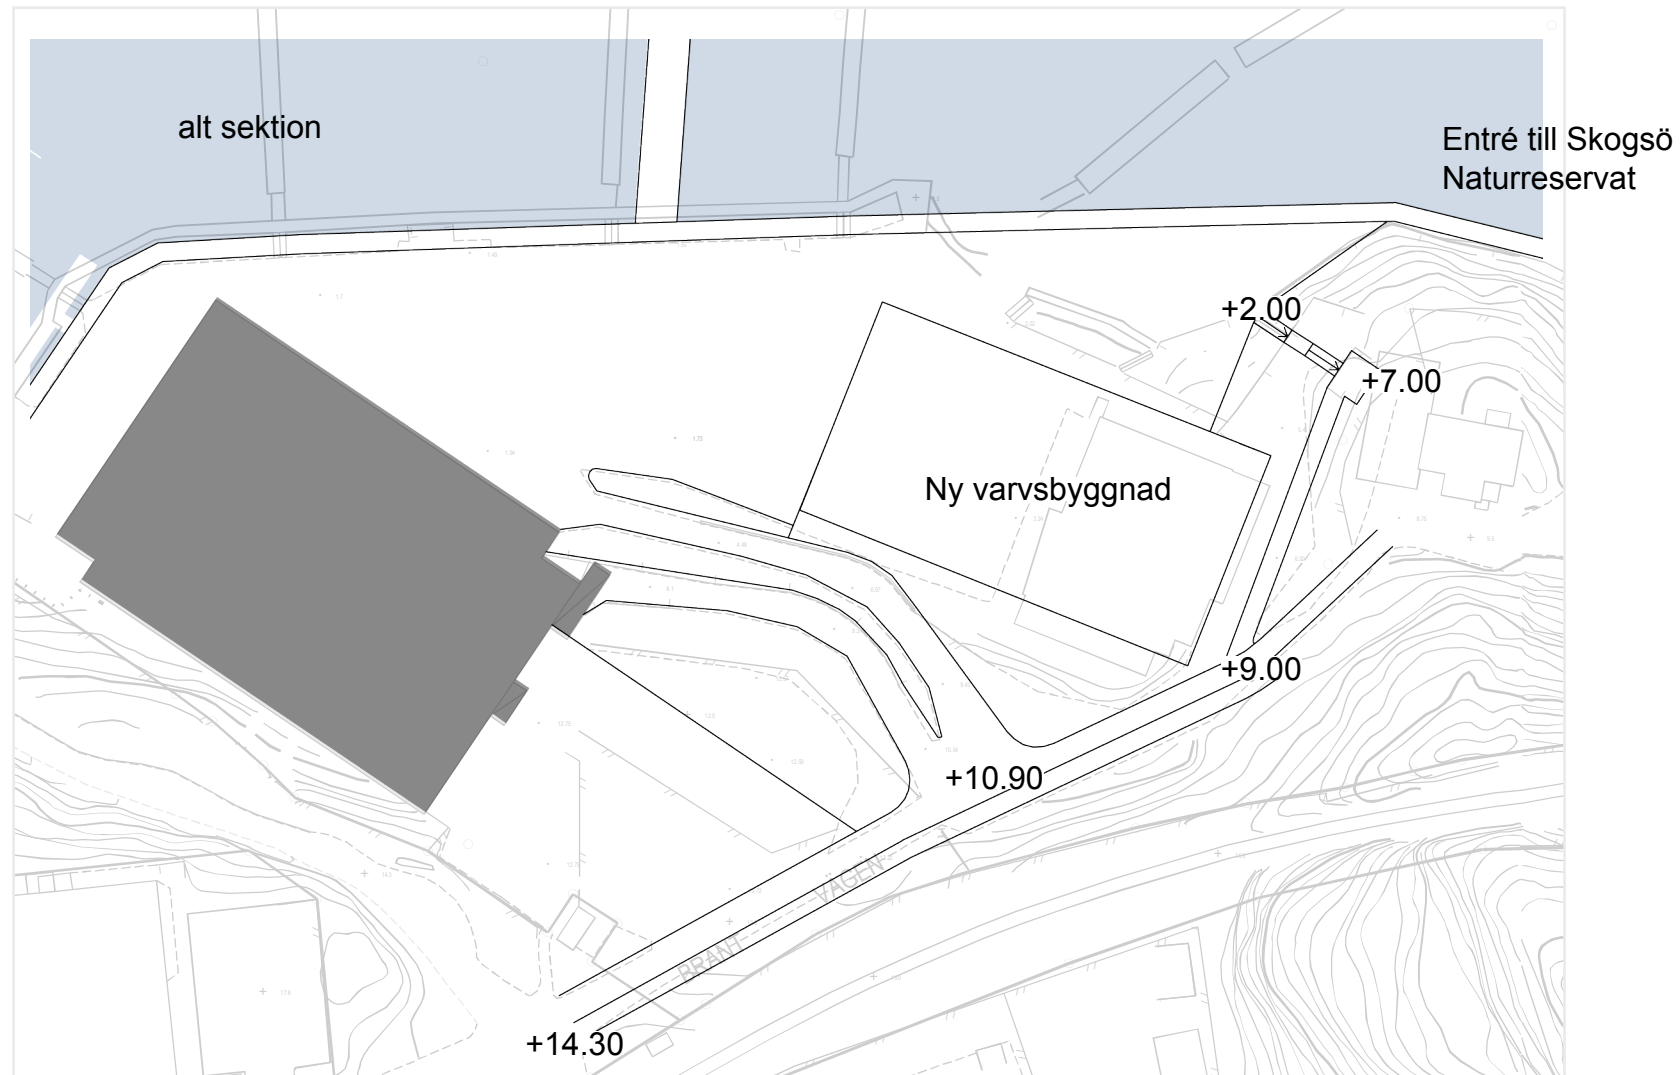 alt sektion
Entré till Skogsö
Naturreservat
+2.00
+7.00
Ny varvsbyggnad
+9.00
+10.90
VÄGEN
BRANT
+14.30